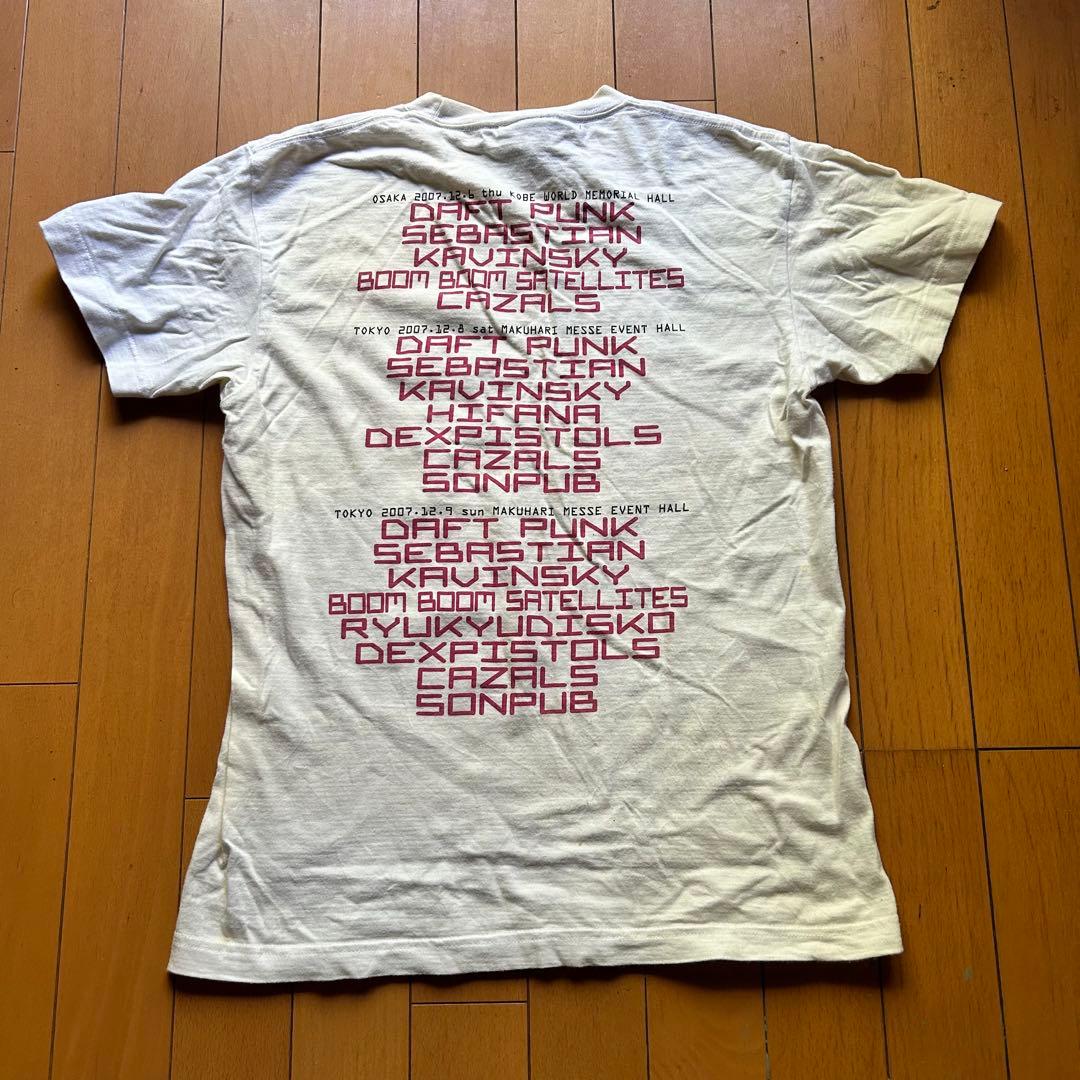 OSAKA 2007.12.6 thu KOBE WORLD MEMORIAL HALL
DAFT PUNK
SEBASTIAN
KAVINSKY
BOOM BOOM SATELLITES
CAZALS
TOKYO 2007.12.8 sat MAKUHARI MESSE EVENT HALL
DAFT PUNK
SEBASTIAN
KAVINSKY
HIFANA
DEXPISTOLS
CAZALS
SONPUB
TOKYO 2007.12.9 sun MAKUHARI MESSE EVENT HALL
DAFT PUNK
SEBASTIAN
KAVINSKY
BOOM BOOM SATELLITES
RYUKYUDISKO
DEXPISTOLS
CAZALS
SONPUB